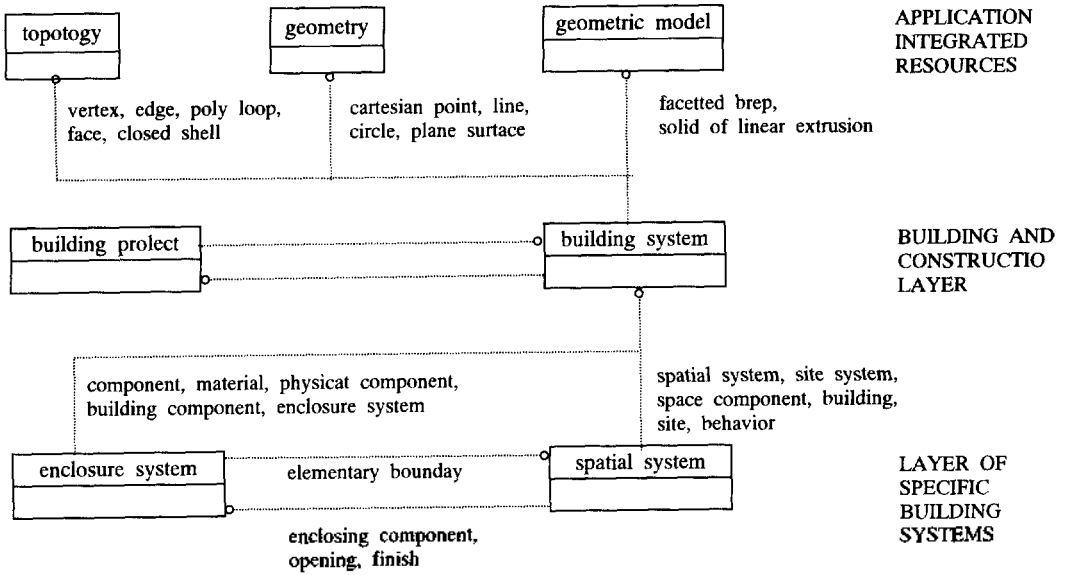 topotogy
geometry
geometric model
APPLICATION
INTEGRATED
RESOURCES
vertex, edge, poly loop,
face, closed shell
cartesian point, line,
circle, plane surtace
facetted brep,
solid of linear extrusion
building prolect
building system
BUILDING AND
CONSTRUCTIO
LAYER
component, material, physicat component,
building component, enclosure system
spatial system, site system,
space component, building,
site, behavior
enclosure system
elementary bounday
spatial system
LAYER OF
SPECIFIC
BUILDING
SYSTEMS
enclosing component,
opening, finish